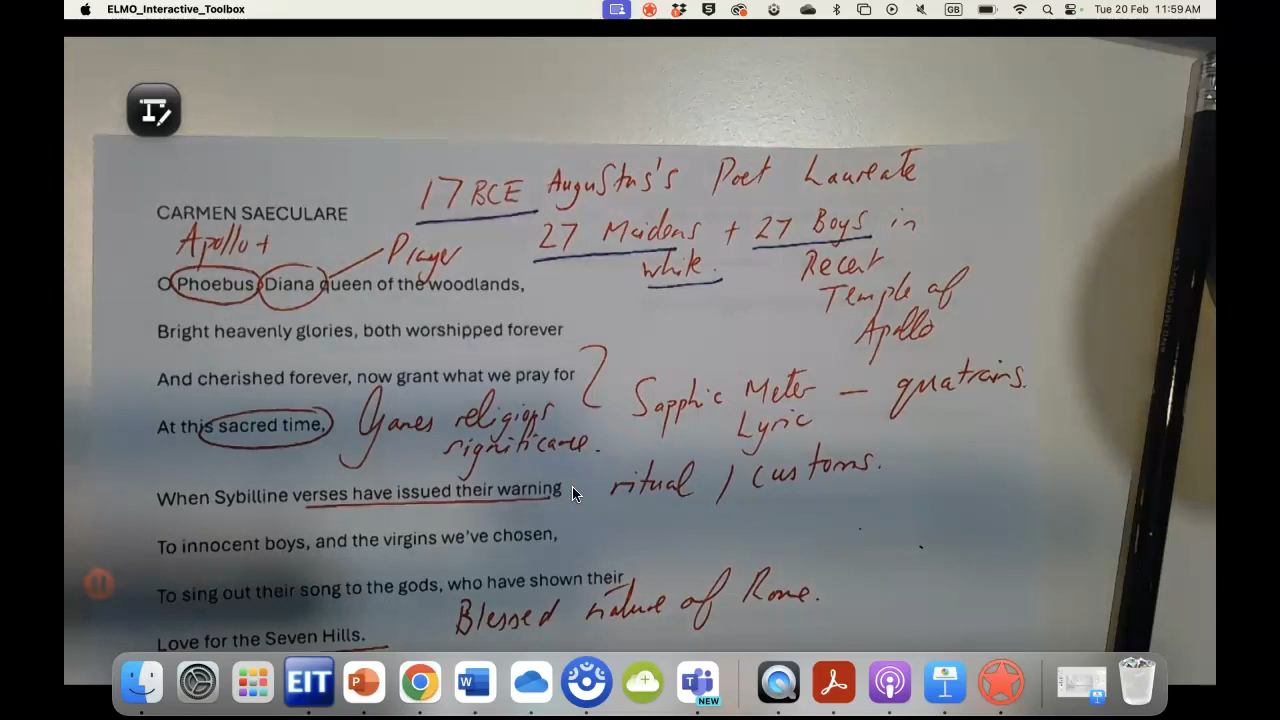 ELMO_Interactive_Toolbox
GB
Tue 20 Feb 11:59 AM
17 BCE Augustus's Poet Laureate
CARMEN SAECULARE
27 Maidens + 27 Boys in
white.
Recent
Temple of
Apollo
Apollo +
Prayer
O Phoebus, Diana queen of the woodlands,
Bright heavenly glories, both worshipped forever
And cherished forever, now grant what we pray for
Sapphic Meter — quatrains.
Lyric
At this sacred time,
Games religious
significance.
When Sybilline verses have issued their warning
ritual / customs.
To innocent boys, and the virgins we've chosen,
To sing out their song to the gods, who have shown their
Blessed nature of Rome.
Love for the Seven Hills.
EIT
NEW